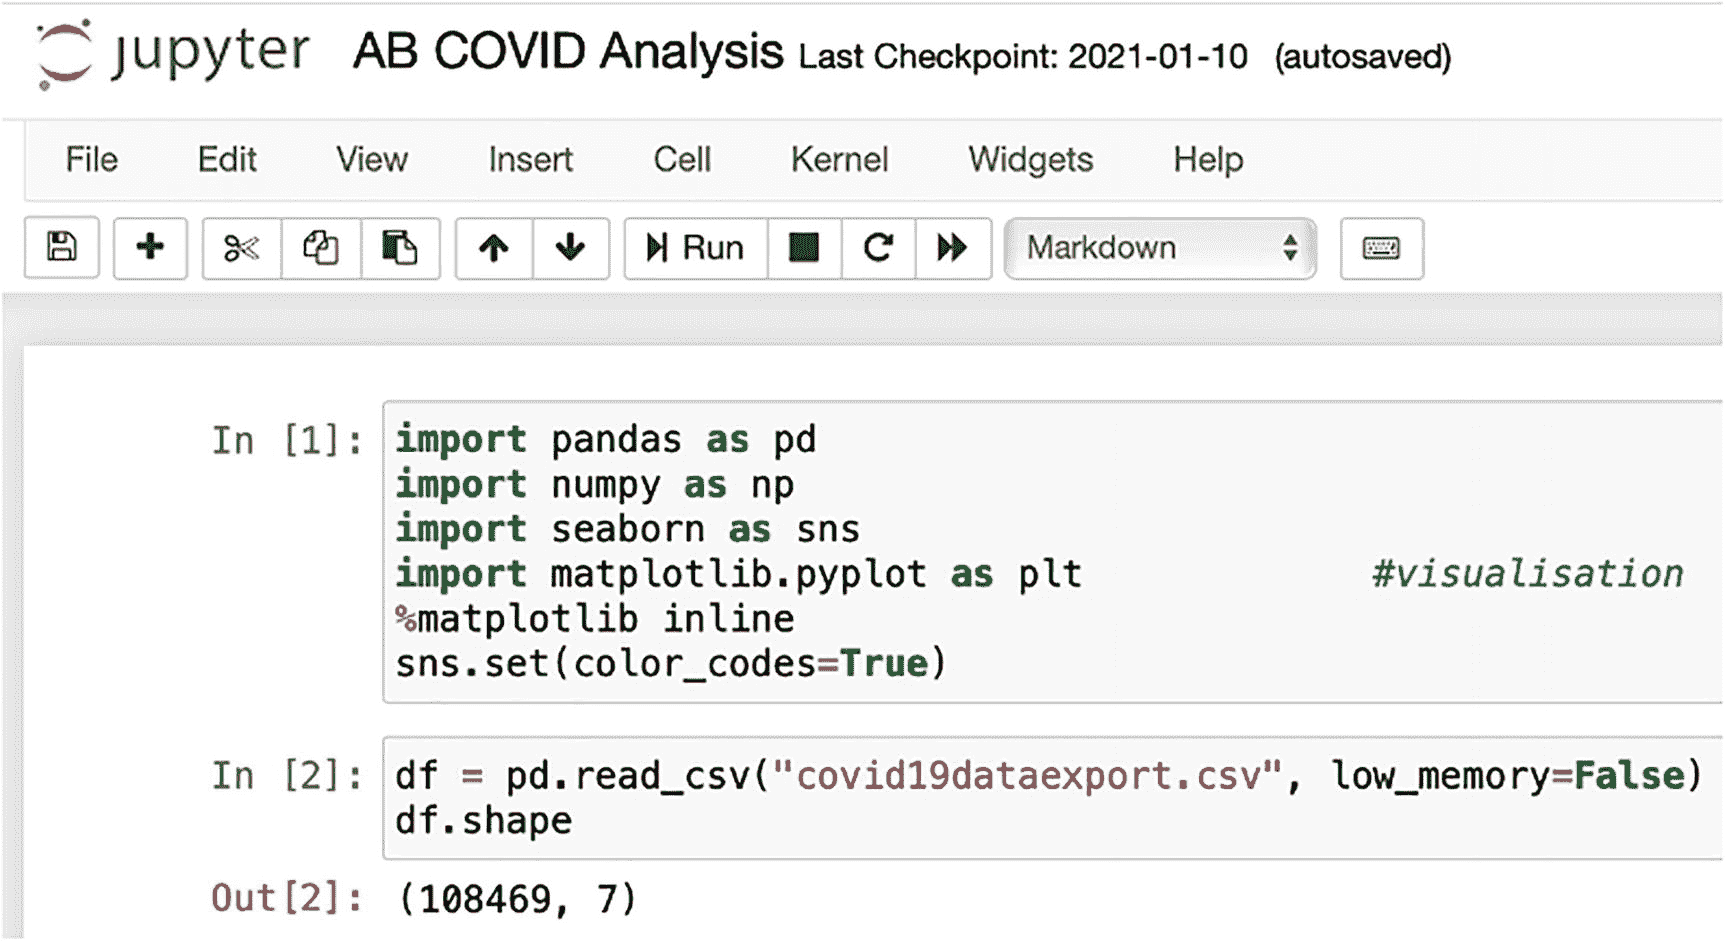 jupyter AB COVID Analysis Last Checkpoint: 2021-01-10 (autosaved)
File Edit View Insert Cell Kernel Widgets Help
Run Markdown
In [1]: import pandas as pd
import numpy as np
import seaborn as sns
import matplotlib.pyplot as plt #visualisation
%matplotlib inline
sns.set(color_codes=True)
In [2]: df = pd.read_csv("covid19dataexport.csv", low_memory=False)
df.shape
Out[2]: (108469, 7)